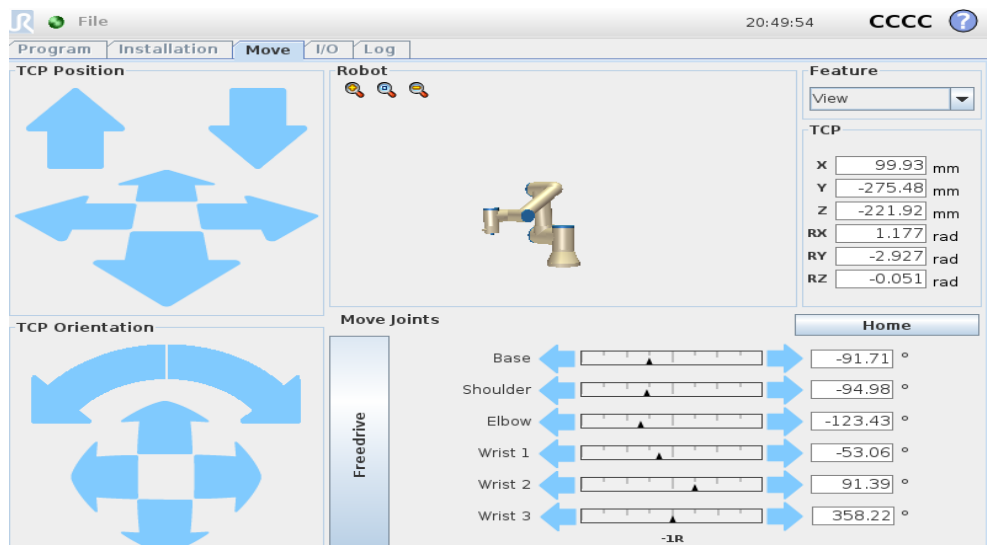 UR File 20:49:54 CCCC ?
Program Installation Move I/O Log
TCP Position
Robot
Feature
View
TCP
X 99.93 mm
Y -275.48 mm
Z -221.92 mm
RX 1.177 rad
RY -2.927 rad
RZ -0.051 rad
TCP Orientation
Move Joints
Home
Freedrive
Base -91.71 °
Shoulder -94.98 °
Elbow -123.43 °
Wrist 1 -53.06 °
Wrist 2 91.39 °
Wrist 3 358.22 °
-1R